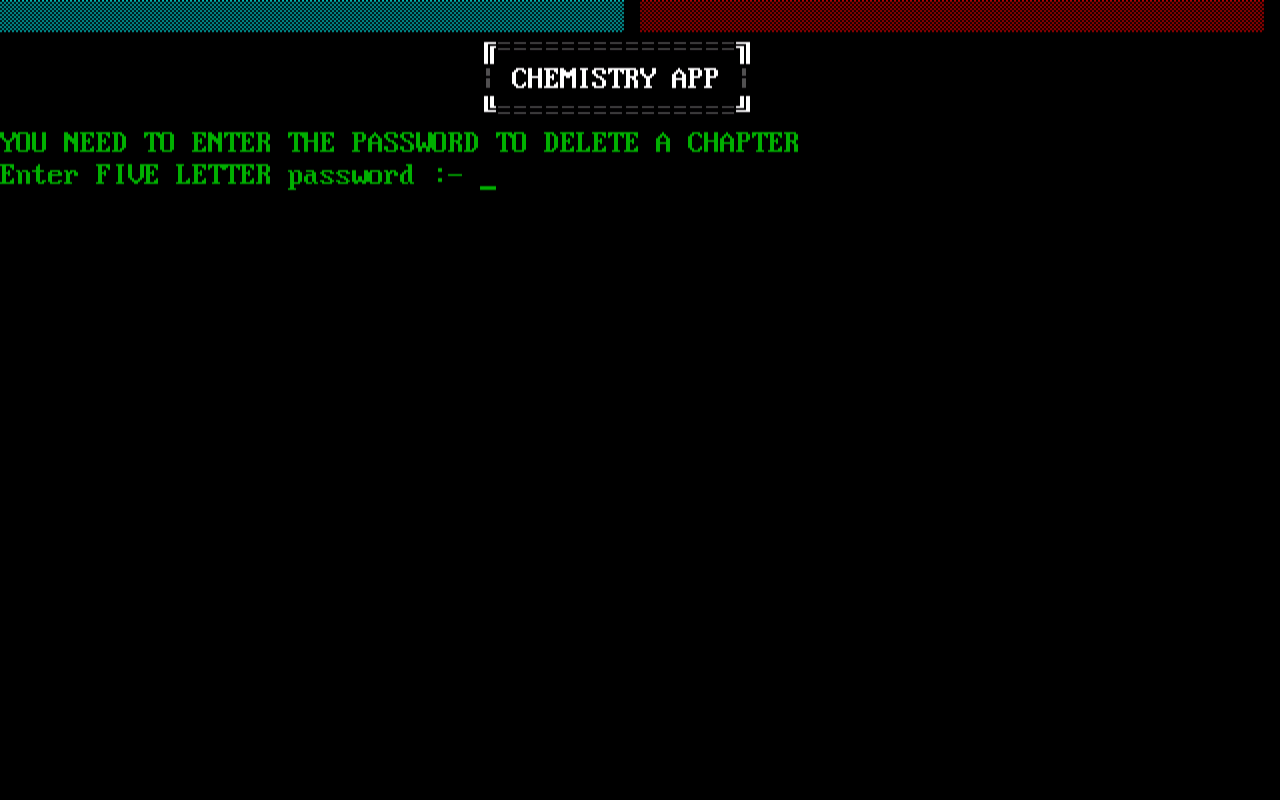 CHEMISTRY APP
YOU NEED TO ENTER THE PASSWORD TO DELETE A CHAPTER
Enter FIVE LETTER password :- _